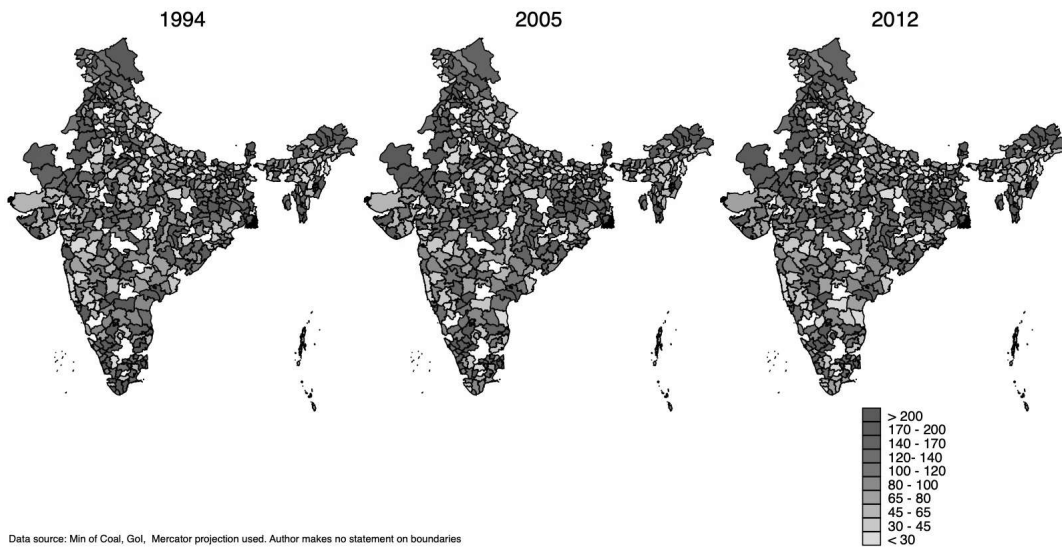 1994
2005
2012
> 200
170 - 200
140 - 170
120- 140
100 - 120
80 - 100
65 - 80
45 - 65
30 - 45
< 30
Data source: Min of Coal, GoI, Mercator projection used. Author makes no statement on boundaries